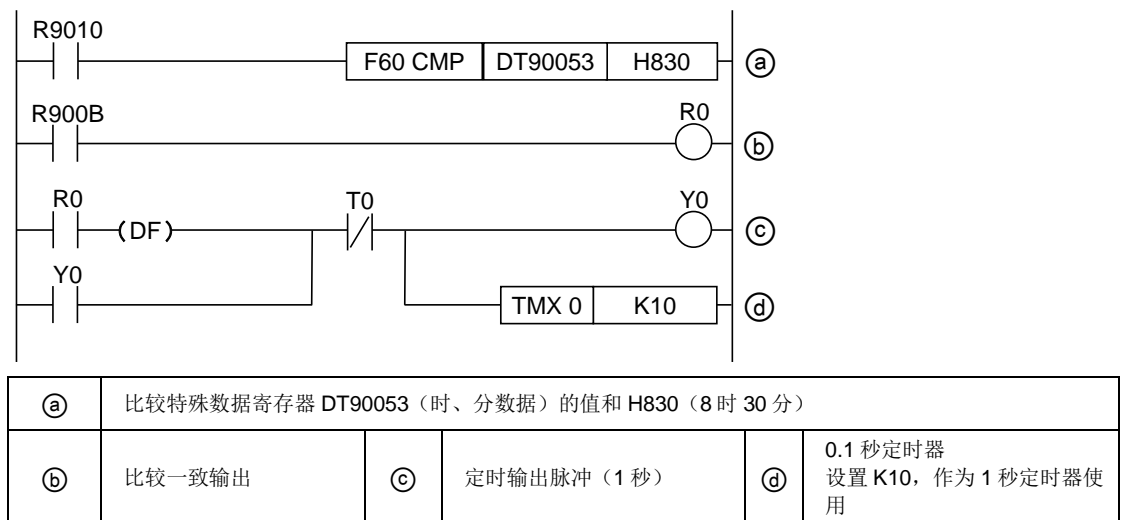 R9010
F60 CMP DT90053 H830 ⓐ
R900B R0
ⓑ
R0 T0 Y0
(DF) ⓒ
Y0
TMX 0 K10 ⓓ
ⓐ 比较特殊数据寄存器 DT90053（时、分数据）的值和 H830（8 时 30 分）
ⓑ 比较一致输出 ⓒ 定时输出脉冲（1 秒） ⓓ 0.1 秒定时器
设置 K10，作为 1 秒定时器使
用